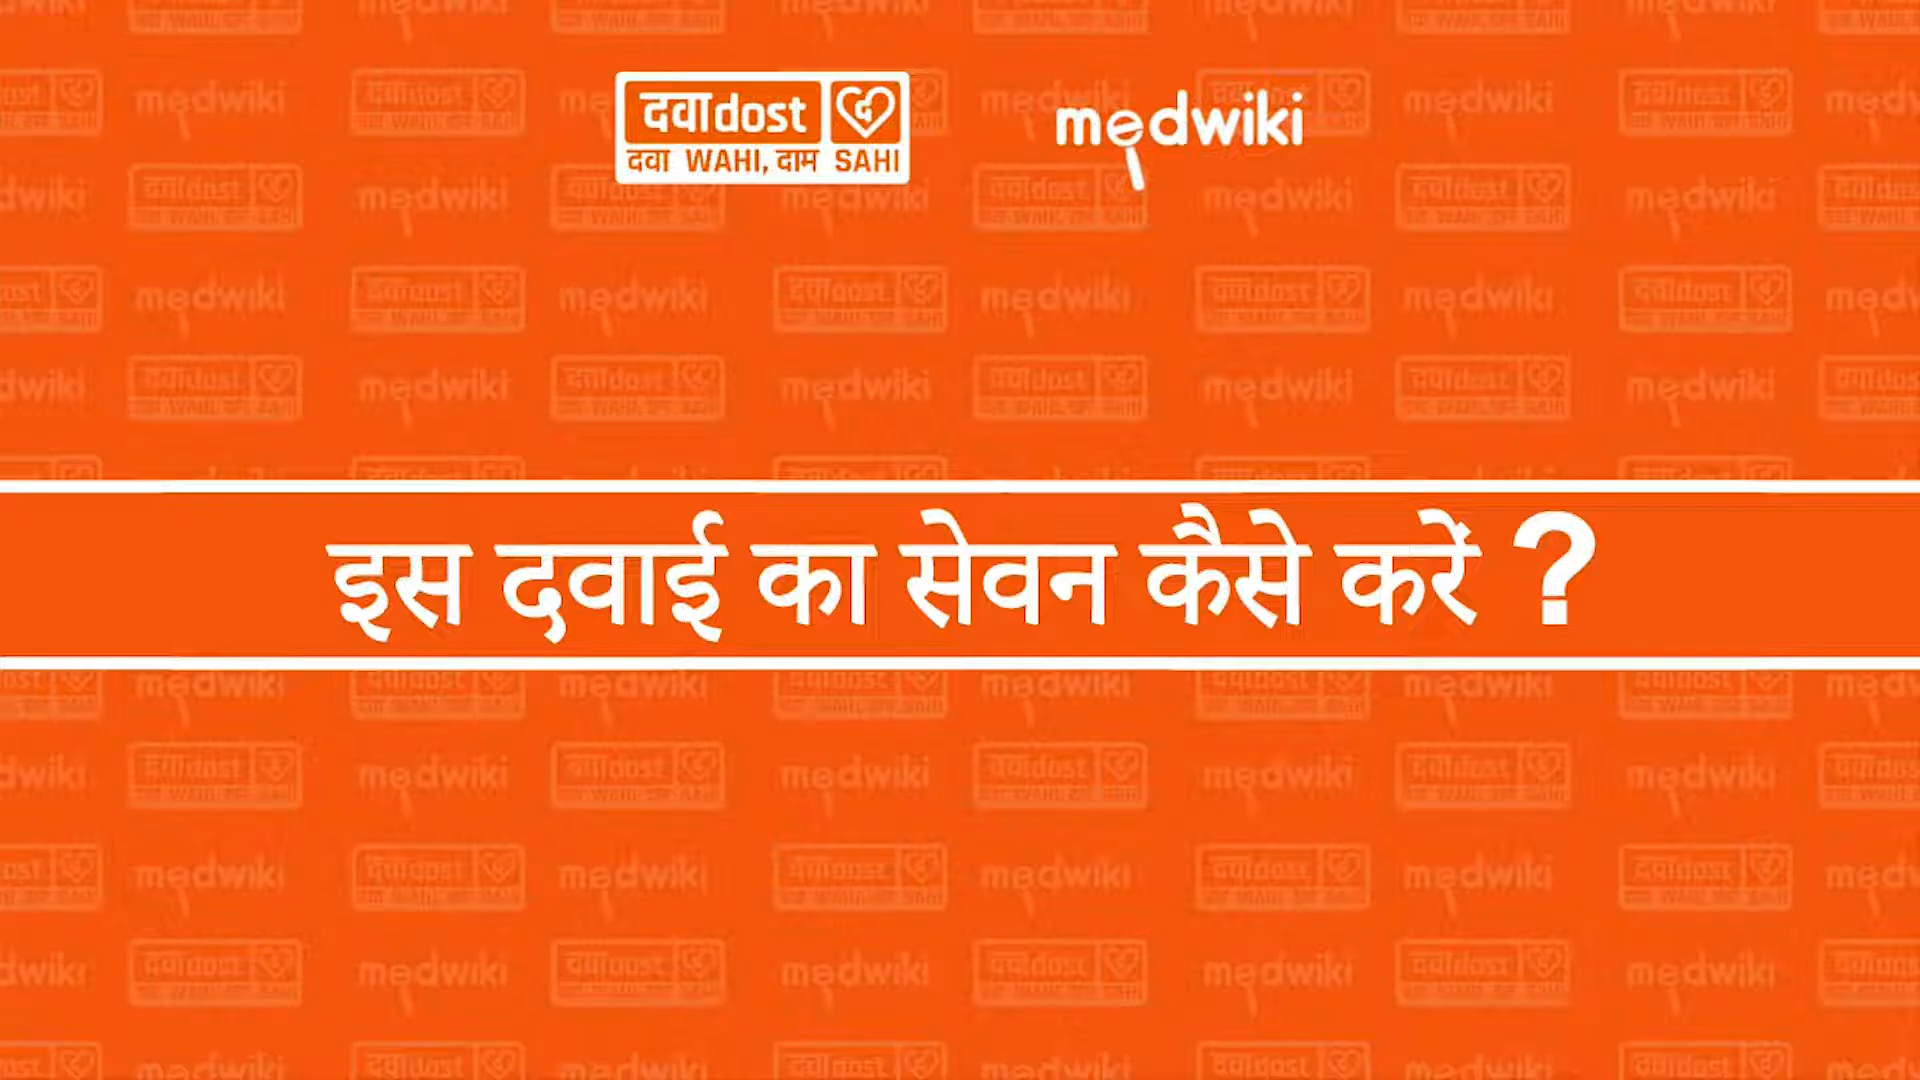 दवाdost
दवा WAHI, दाम SAHI
medwiki
इस दवाई का सेवन कैसे करें ?